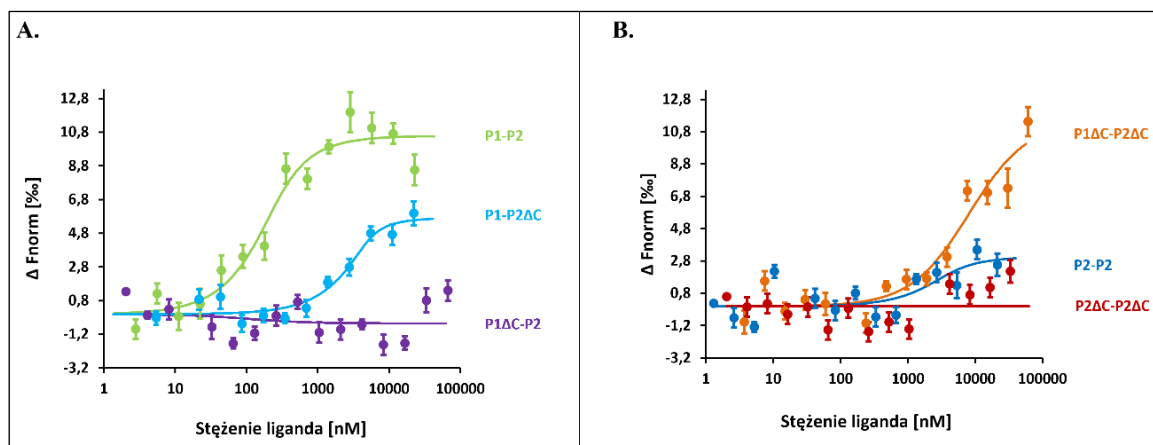 A.
12,8
10,8
8,8
6,8
4,8
2,8
0,8
-1,2
-3,2
Δ Fnorm [‰]
1
10
100
1000
10000
100000
Stężenie liganda [nM]
P1-P2
P1-P2ΔC
P1ΔC-P2
B.
12,8
10,8
8,8
6,8
4,8
2,8
0,8
-1,2
-3,2
Δ Fnorm [‰]
1
10
100
1000
10000
100000
Stężenie liganda [nM]
P1ΔC-P2ΔC
P2-P2
P2ΔC-P2ΔC